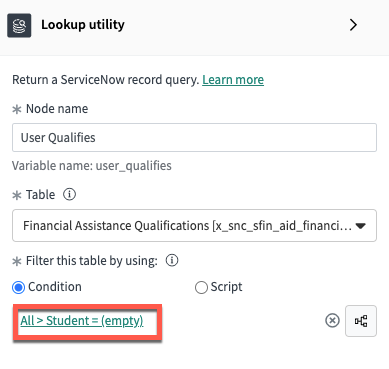 Lookup utility
Return a ServiceNow record query. Learn more
* Node name
User Qualifies
Variable name: user_qualifies
* Table
Financial Assistance Qualifications [x_snc_sfin_aid_financi...
* Filter this table by using:
Condition
Script
All > Student = (empty)